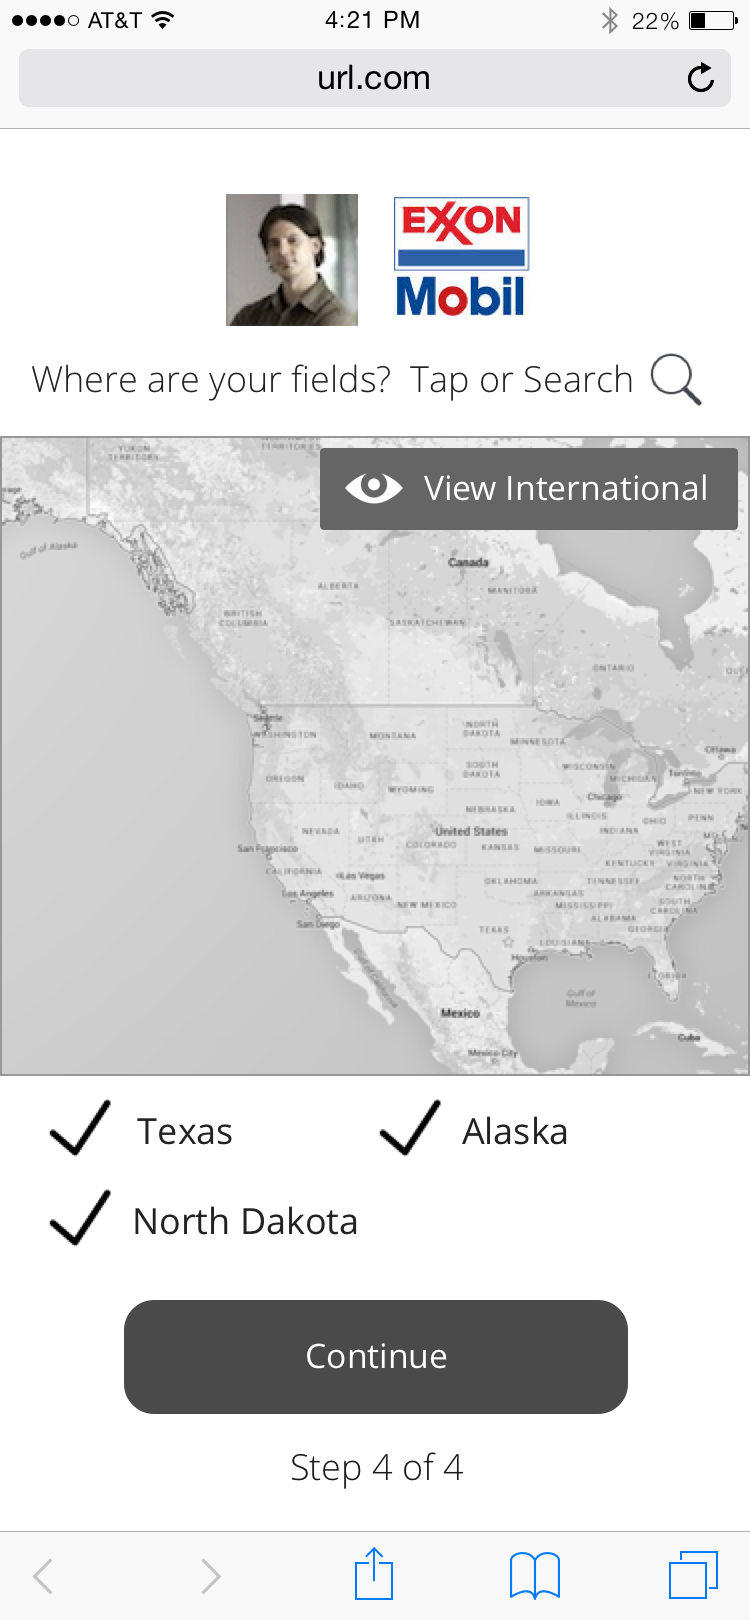 AT&T 4:21 PM 22%
url.com
EXXON
Mobil
Where are your fields? Tap or Search
YUKON
TERRITORY
TERRITORIES
View International
Gulf of Alaska
Canada
ALBERTA
MANITOBA
BRITISH
COLUMBIA
SASKATCHEWAN
ONTARIO
Seattle
WASHINGTON
MONTANA
NORTH
DAKOTA
MINNESOTA
Ottawa
OREGON
IDAHO
WYOMING
SOUTH
DAKOTA
WISCONSIN
MICHIGAN
Toronto
NEW YORK
NEBRASKA
IOWA
Chicago
ILLINOIS
INDIANA
OHIO
PENN
NEVADA
UTAH
United States
COLORADO
KANSAS
MISSOURI
WEST
VIRGINIA
MD
San Francisco
KENTUCKY
VIRGINIA
CALIFORNIA
Las Vegas
OKLAHOMA
TENNESSEE
NORTH
CAROLINA
Los Angeles
ARIZONA
NEW MEXICO
ARKANSAS
MISSISSIPPI
SOUTH
CAROLINA
San Diego
TEXAS
ALABAMA
GEORGIA
LOUISIANA
Houston
Gulf of California
FLORIDA
Gulf of
Mexico
Mexico
Cuba
Mexico City
Texas
Alaska
North Dakota
Continue
Step 4 of 4